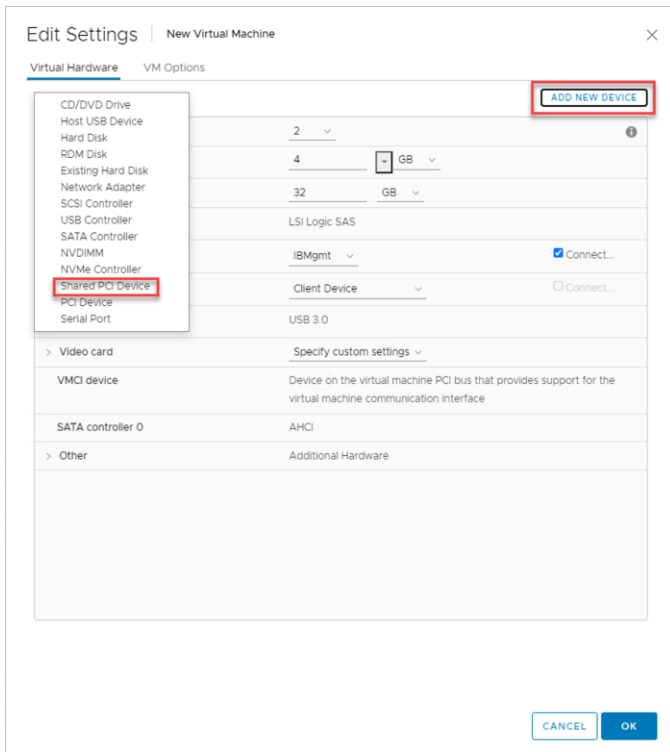 Edit Settings New Virtual Machine
Virtual Hardware VM Options
ADD NEW DEVICE
CD/DVD Drive
Host USB Device
Hard Disk
RDM Disk
Existing Hard Disk
Network Adapter
SCSI Controller
USB Controller
SATA Controller
NVDIMM
NVMe Controller
Shared PCI Device
PCI Device
Serial Port
2
4 GB
32 GB
LSI Logic SAS
IBMgmt Connect...
Client Device Connect...
USB 3.0
> Video card Specify custom settings
VMCI device Device on the virtual machine PCI bus that provides support for the
virtual machine communication interface
SATA controller 0 AHCI
> Other Additional Hardware
CANCEL OK